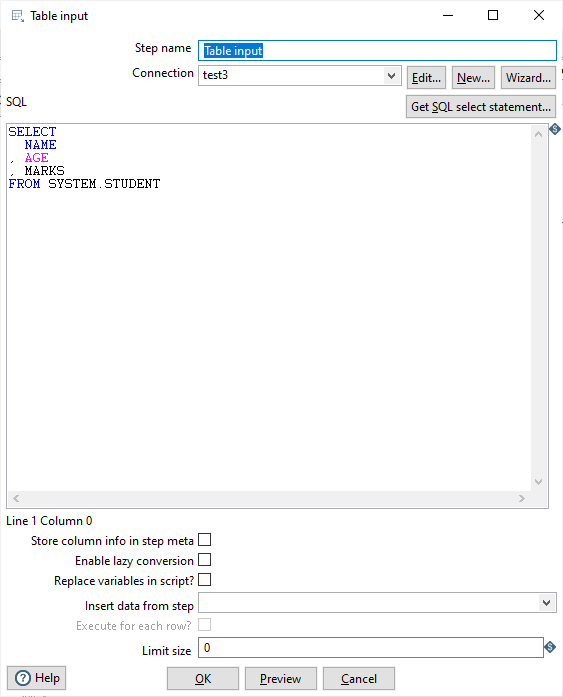 Table input
Step name Table input
Connection test3 Edit... New... Wizard...
SQL Get SQL select statement...
SELECT
  NAME
, AGE
, MARKS
FROM SYSTEM.STUDENT
Line 1 Column 0
Store column info in step meta
Enable lazy conversion
Replace variables in script?
Insert data from step
Execute for each row?
Limit size 0
Help OK Preview Cancel